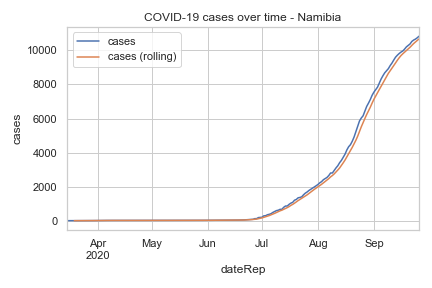 COVID-19 cases over time - Namibia
cases
cases (rolling)
10000
8000
6000
4000
2000
0
cases
Apr
2020
May
Jun
Jul
Aug
Sep
dateRep